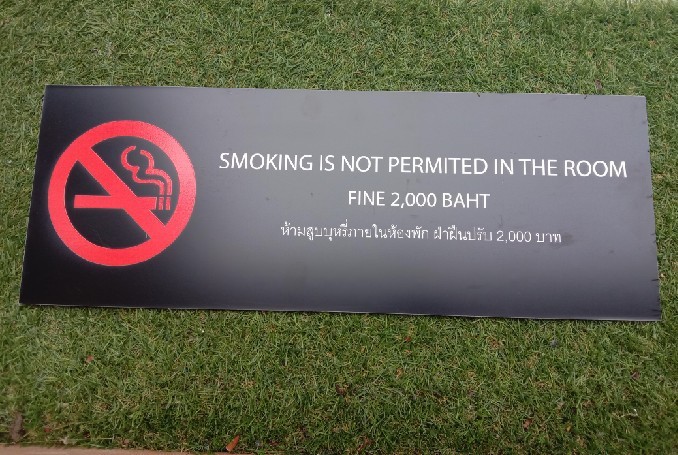 SMOKING IS NOT PERMITED IN THE ROOM
FINE 2,000 BAHT
ห้ามสูบบุหรี่ภายในห้องพัก ฝ่าฝืนปรับ 2,000 บาท